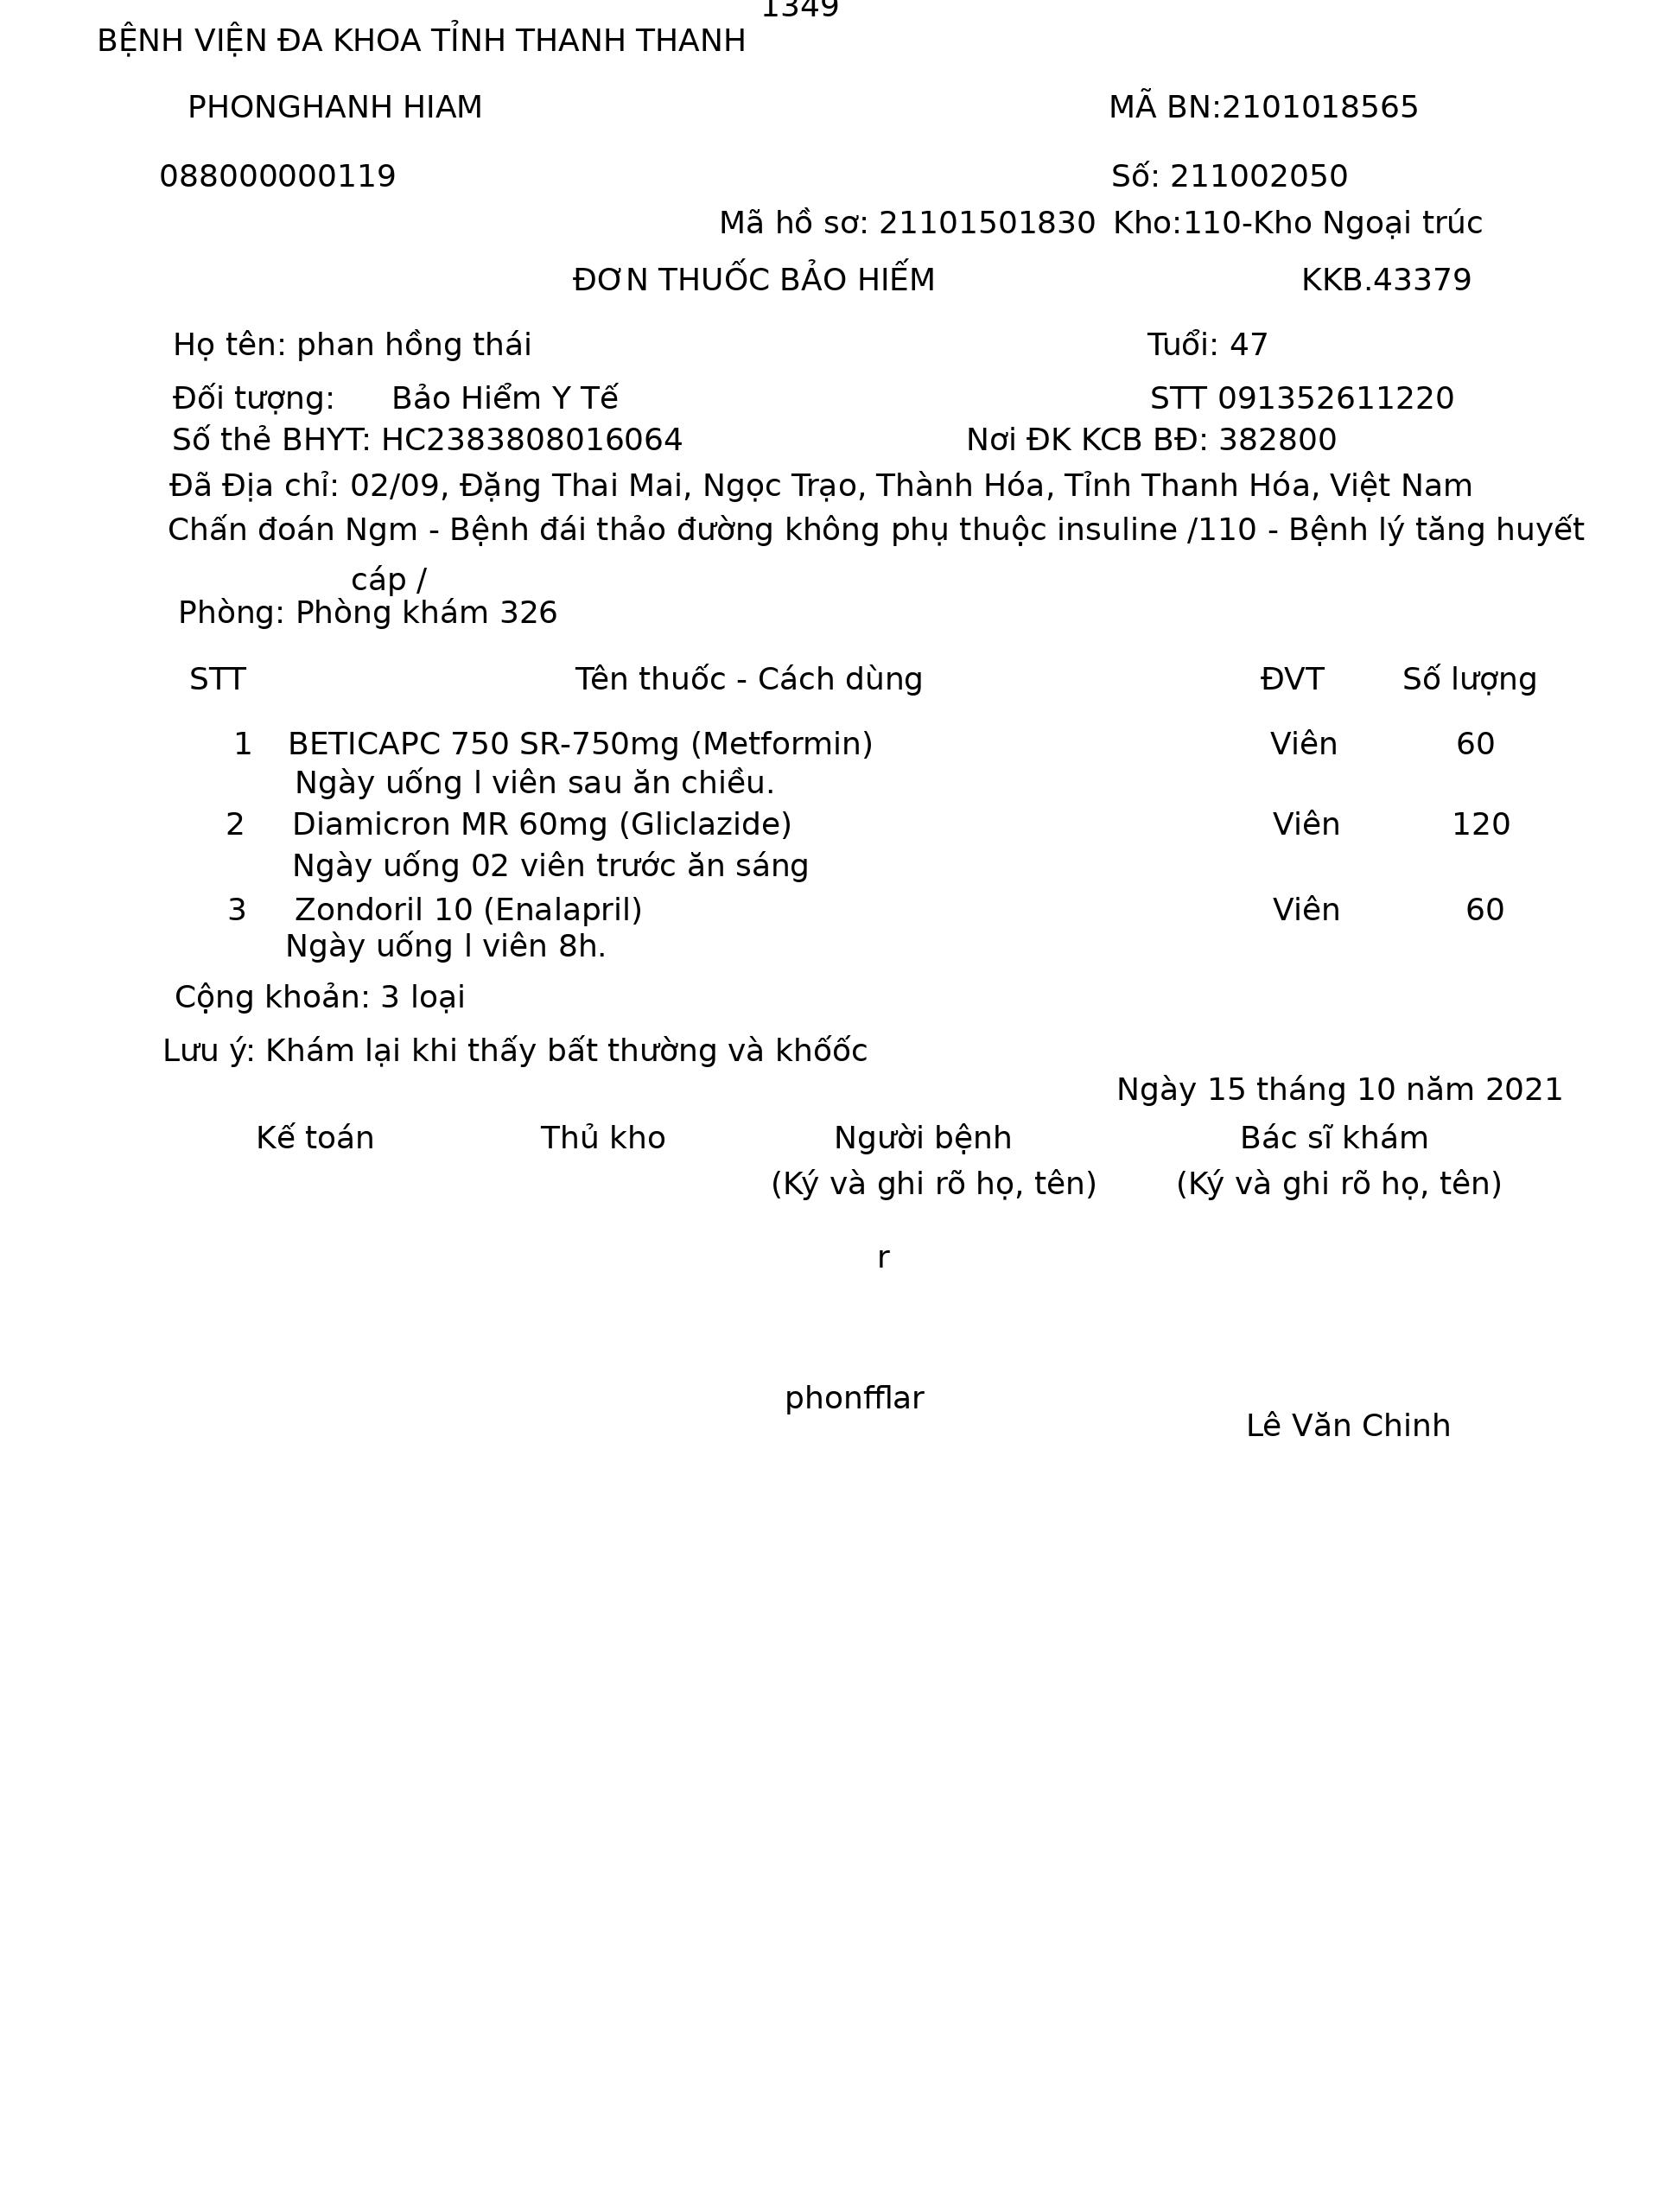 1349
BỆNH VIỆN ĐA KHOA TỈNH THANH THANH
PHONGHANH HIAM MÃ BN:2101018565
088000000119 Số: 211002050
Mã hồ sơ: 21101501830 Kho:110-Kho Ngoại trúc
ĐƠN THUỐC BẢO HIẾM KKB.43379
Họ tên: phan hồng thái Tuổi: 47
Đối tượng: Bảo Hiểm Y Tế STT 091352611220
Số thẻ BHYT: HC2383808016064 Nơi ĐK KCB BĐ: 382800
Đã Địa chỉ: 02/09, Đặng Thai Mai, Ngọc Trạo, Thành Hóa, Tỉnh Thanh Hóa, Việt Nam
Chấn đoán Ngm - Bệnh đái thảo đường không phụ thuộc insuline /110 - Bệnh lý tăng huyết
cáp /
Phòng: Phòng khám 326
STT Tên thuốc - Cách dùng ĐVT Số lượng
1 BETICAPC 750 SR-750mg (Metformin) Viên 60
Ngày uống l viên sau ăn chiều.
2 Diamicron MR 60mg (Gliclazide) Viên 120
Ngày uống 02 viên trước ăn sáng
3 Zondoril 10 (Enalapril) Viên 60
Ngày uống l viên 8h.
Cộng khoản: 3 loại
Lưu ý: Khám lại khi thấy bất thường và khốốc
Ngày 15 tháng 10 năm 2021
Kế toán Thủ kho Người bệnh Bác sĩ khám
(Ký và ghi rõ họ, tên) (Ký và ghi rõ họ, tên)
r
phonfflar
Lê Văn Chinh